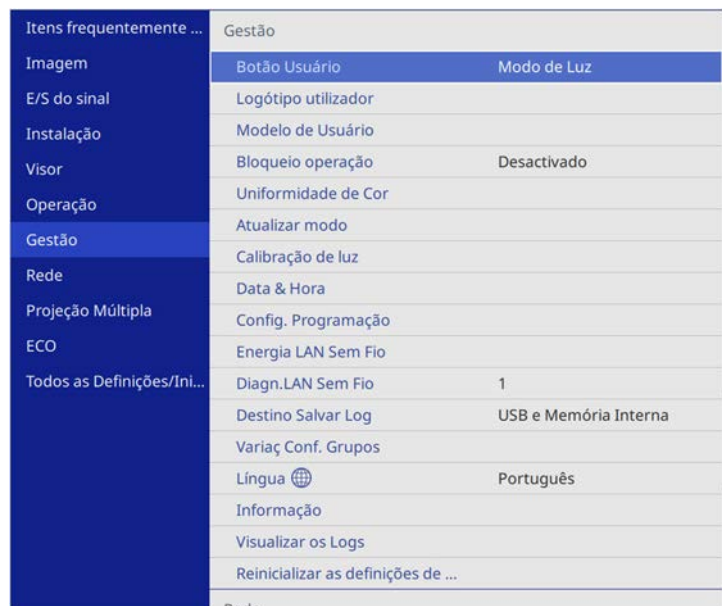 Itens frequentemente ...
Imagem
E/S do sinal
Instalação
Visor
Operação
Gestão
Rede
Projeção Múltipla
ECO
Todos as Definições/Ini...
Gestão
Botão Usuário Modo de Luz
Logótipo utilizador
Modelo de Usuário
Bloqueio operação Desactivado
Uniformidade de Cor
Atualizar modo
Calibração de luz
Data & Hora
Config. Programação
Energia LAN Sem Fio
Diagn.LAN Sem Fio 1
Destino Salvar Log USB e Memória Interna
Variaç Conf. Grupos
Língua Português
Informação
Visualizar os Logs
Reinicializar as definições de ...